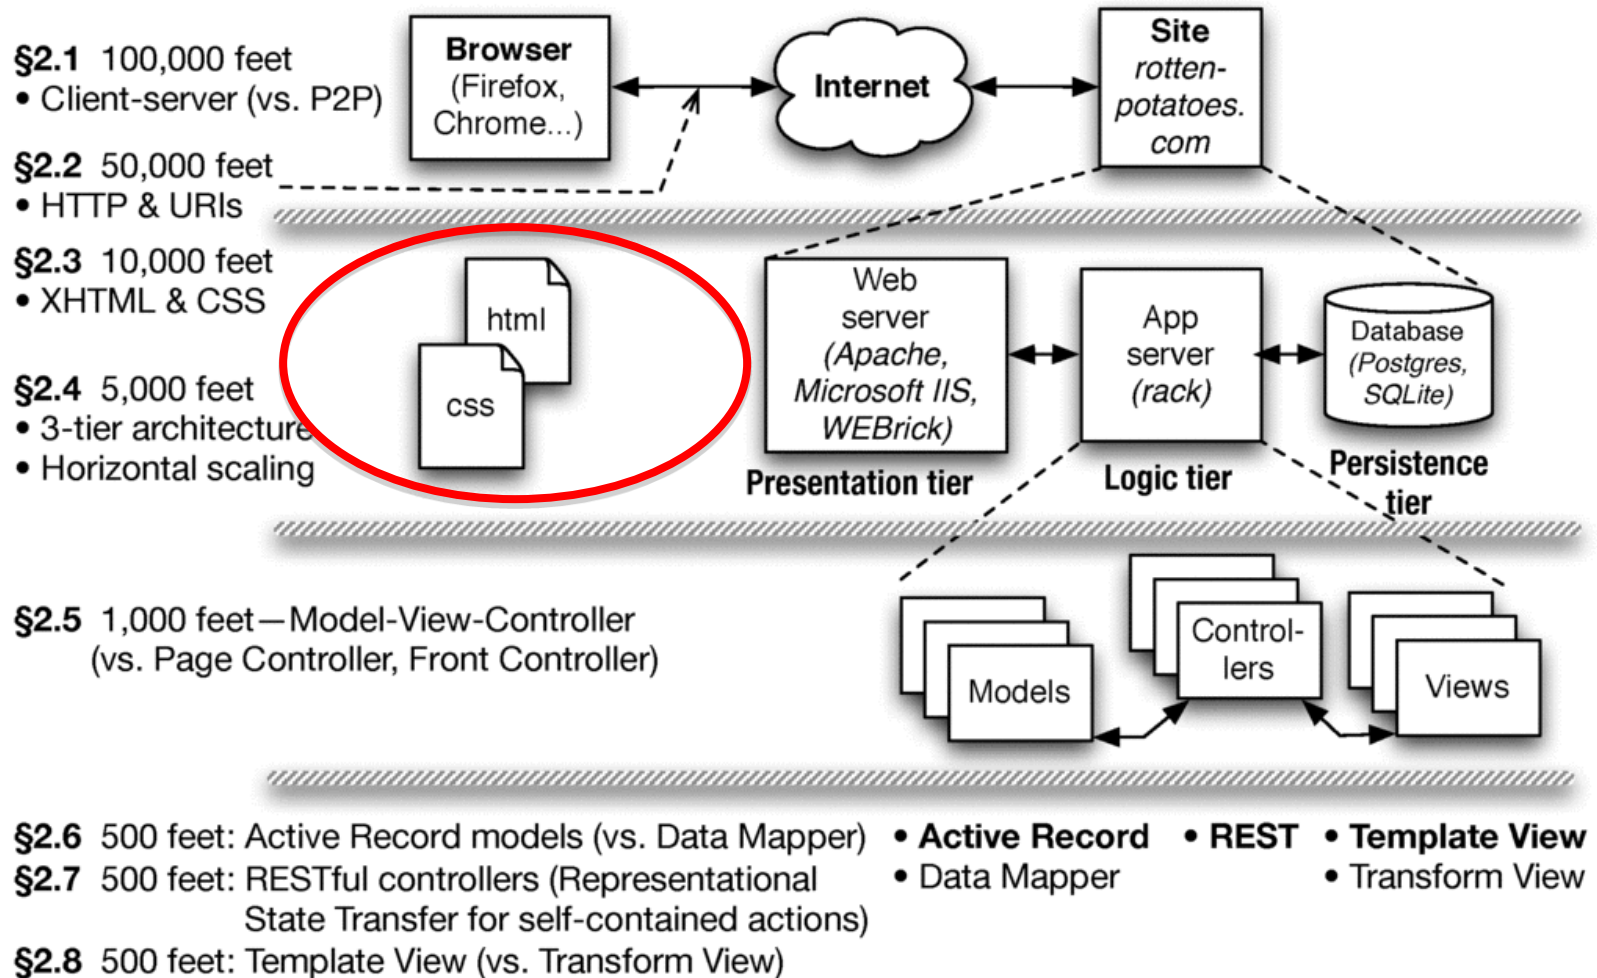 §2.1 100,000 feet
• Client-server (vs. P2P)
§2.2 50,000 feet
• HTTP & URIs
Browser
(Firefox,
Chrome...)
Internet
Site
rotten-
potatoes.
com
§2.3 10,000 feet
• XHTML & CSS
§2.4 5,000 feet
• 3-tier architecture
• Horizontal scaling
html
css
Web
server
(Apache,
Microsoft IIS,
WEBrick)
Presentation tier
App
server
(rack)
Logic tier
Database
(Postgres,
SQLite)
Persistence
tier
§2.5 1,000 feet—Model-View-Controller
(vs. Page Controller, Front Controller)
Models
Control-
lers
Views
§2.6 500 feet: Active Record models (vs. Data Mapper)
§2.7 500 feet: RESTful controllers (Representational
State Transfer for self-contained actions)
§2.8 500 feet: Template View (vs. Transform View)
• Active Record
• Data Mapper
• REST
• Template View
• Transform View